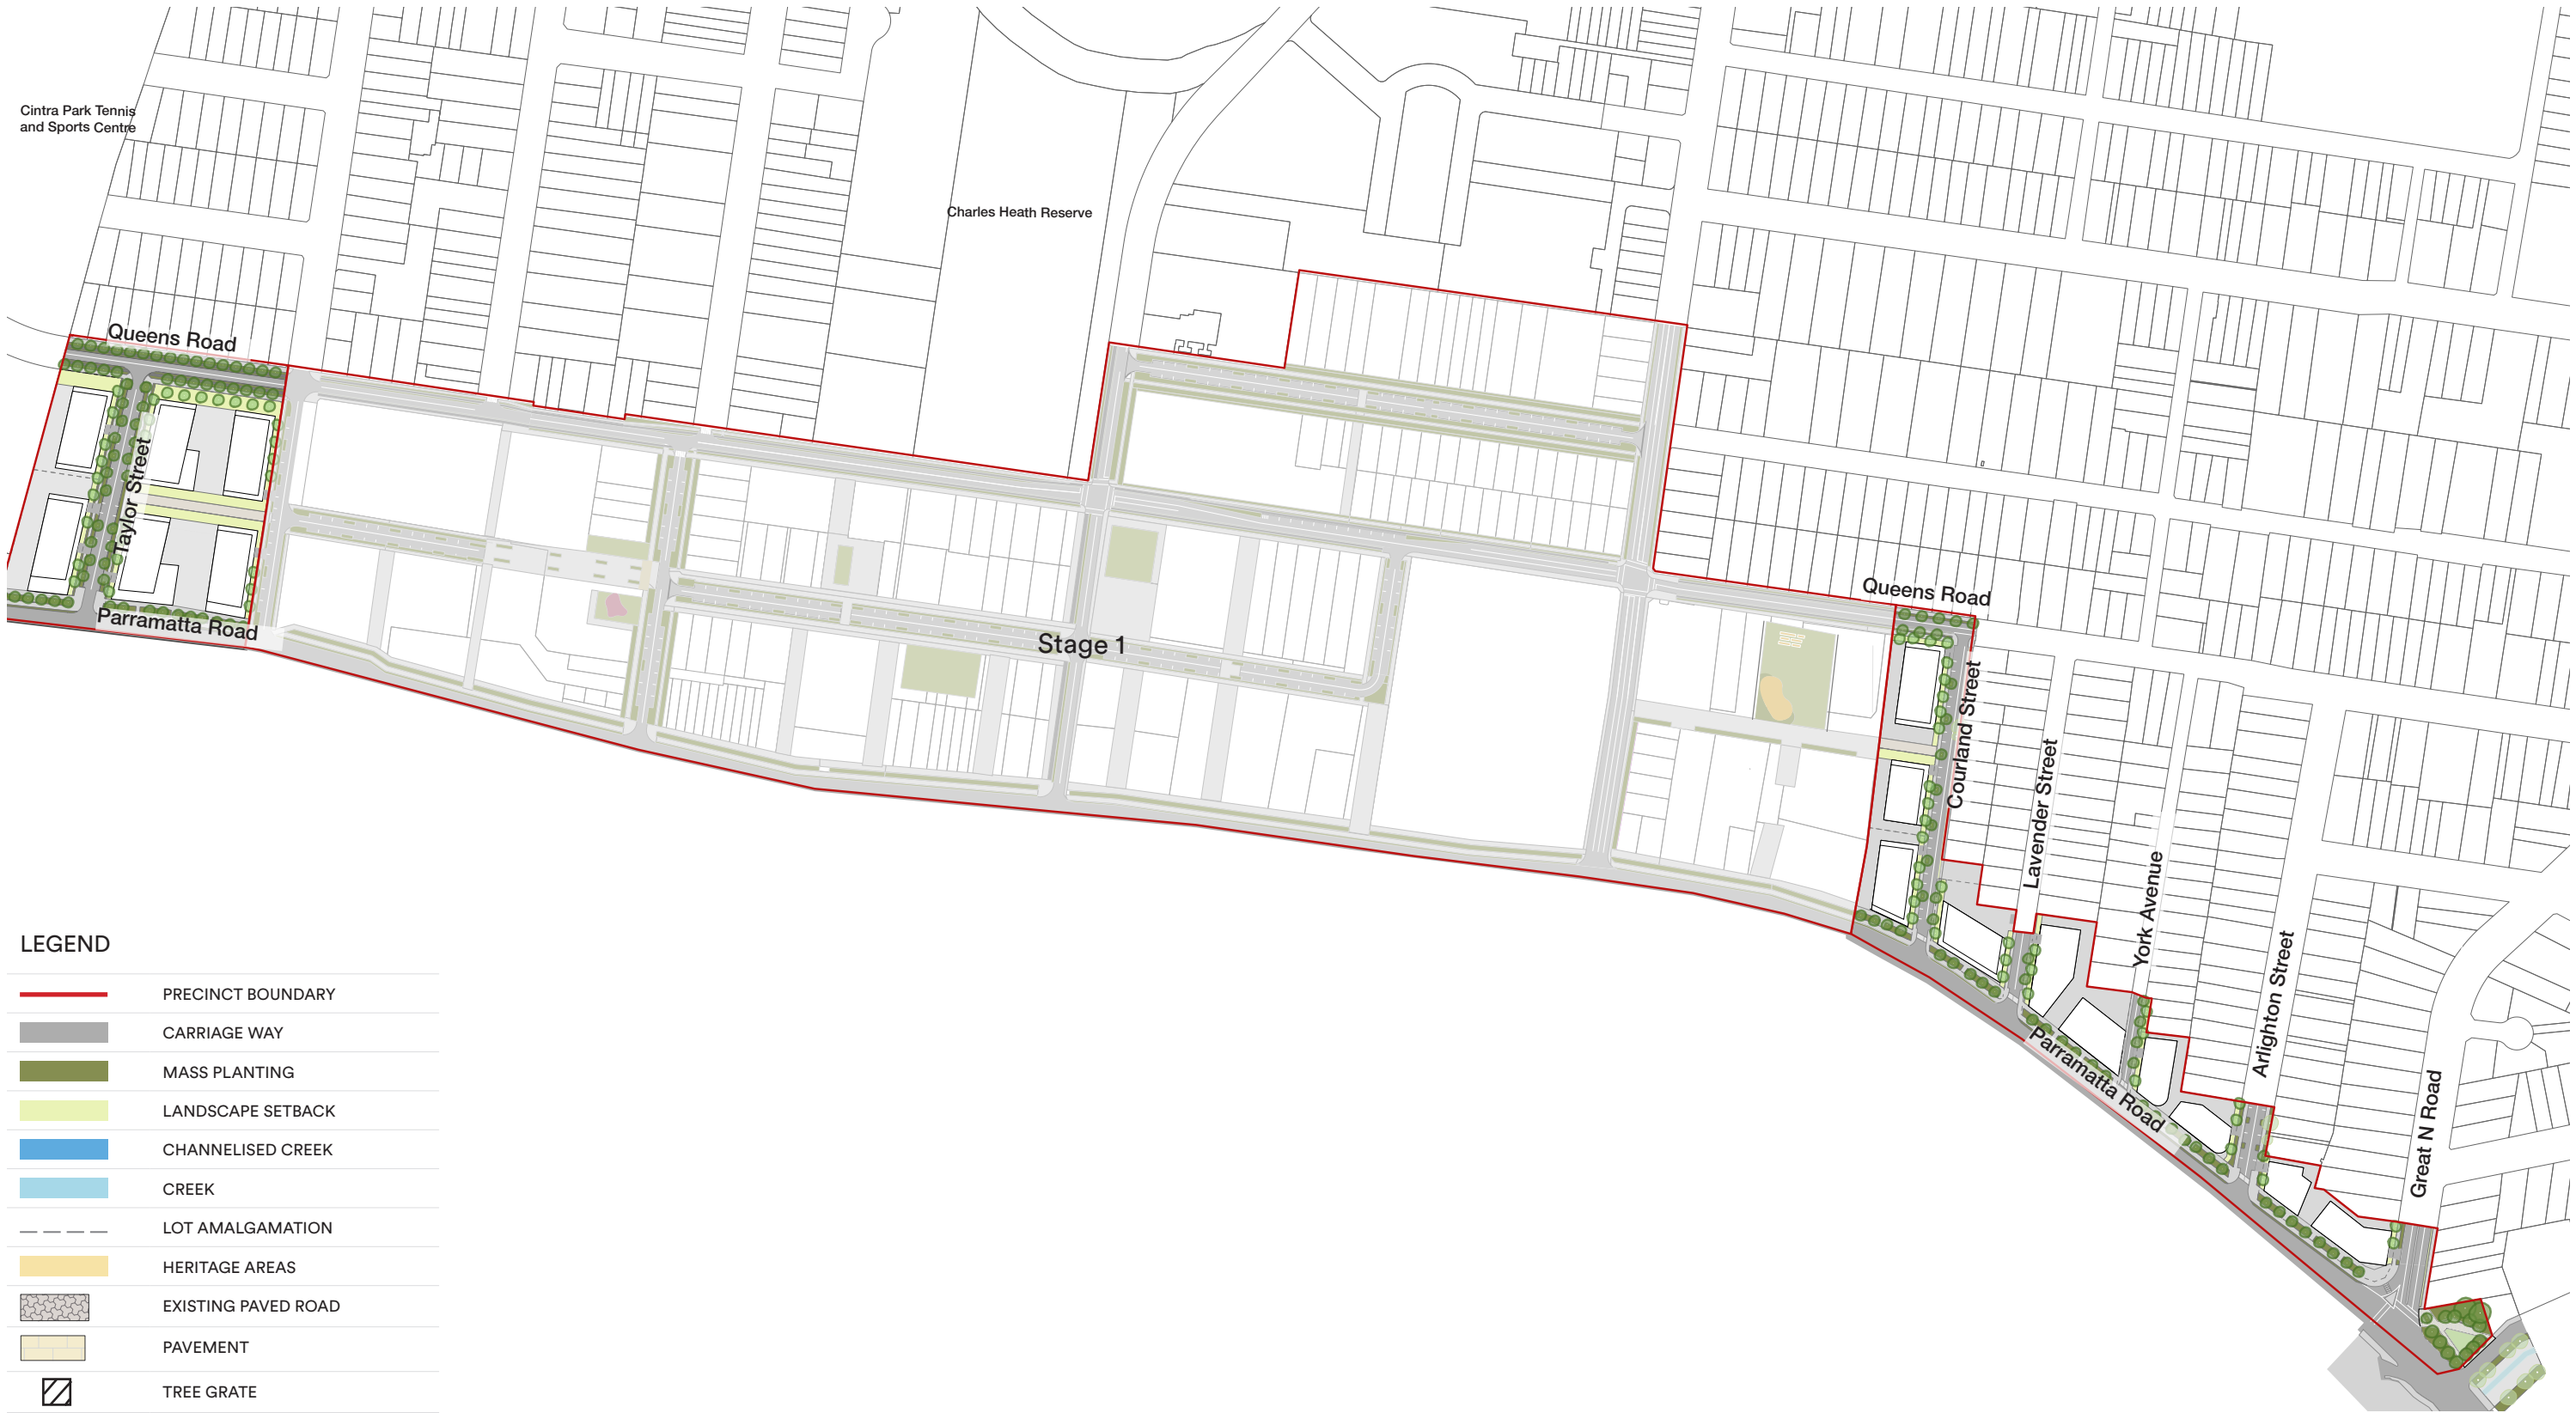 Cintra Park Tennis
and Sports Centre
Charles Heath Reserve
Queens Road
Taylor Street
Parramatta Road
Stage 1
Queens Road
Courland Street
Lavender Street
York Avenue
Arlighton Street
Great N Road
Parramatta Road
LEGEND
PRECINCT BOUNDARY
CARRIAGE WAY
MASS PLANTING
LANDSCAPE SETBACK
CHANNELISED CREEK
CREEK
LOT AMALGAMATION
HERITAGE AREAS
EXISTING PAVED ROAD
PAVEMENT
TREE GRATE